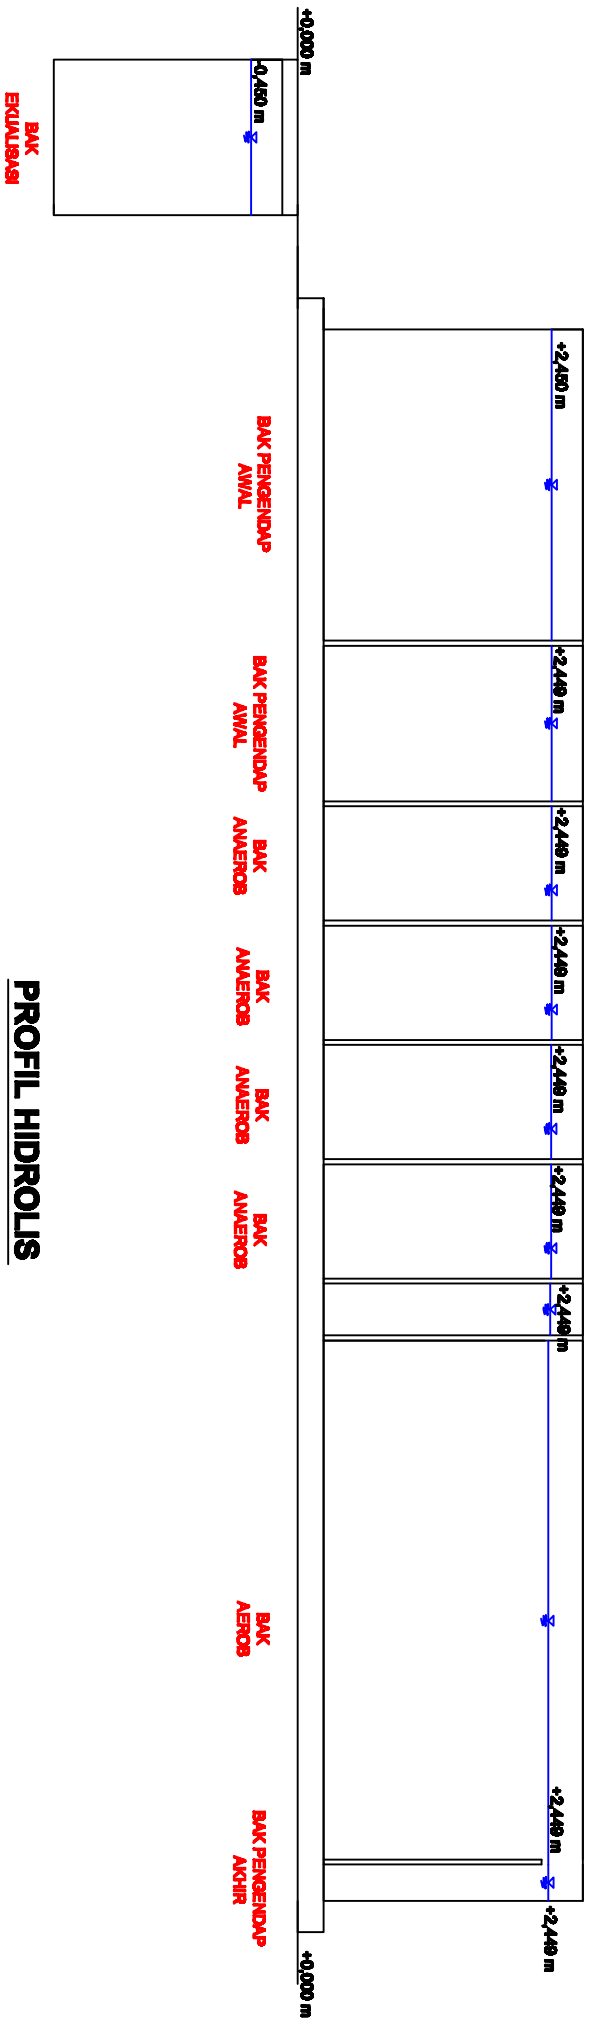 +0,000 m
-0,450 m
BAK
EKUALISASI
+2,450 m
BAK PENGENDAP
AWAL
+2,449 m
BAK PENGENDAP
AWAL
+2,449 m
BAK
ANAEROB
+2,449 m
BAK
ANAEROB
+2,449 m
BAK
ANAEROB
+2,449 m
BAK
ANAEROB
+2,449 m
BAK
AEROB
+2,449 m
BAK PENGENDAP
AKHIR
+2,449 m
+0,000 m
PROFIL HIDROLIS